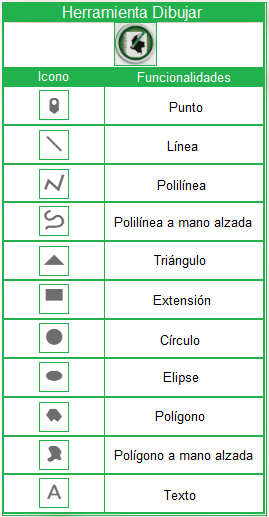 Herramienta Dibujar
Icono Funcionalidades
Punto
Línea
Polilínea
Polilínea a mano alzada
Triángulo
Extensión
Círculo
Elipse
Polígono
Polígono a mano alzada
A Texto